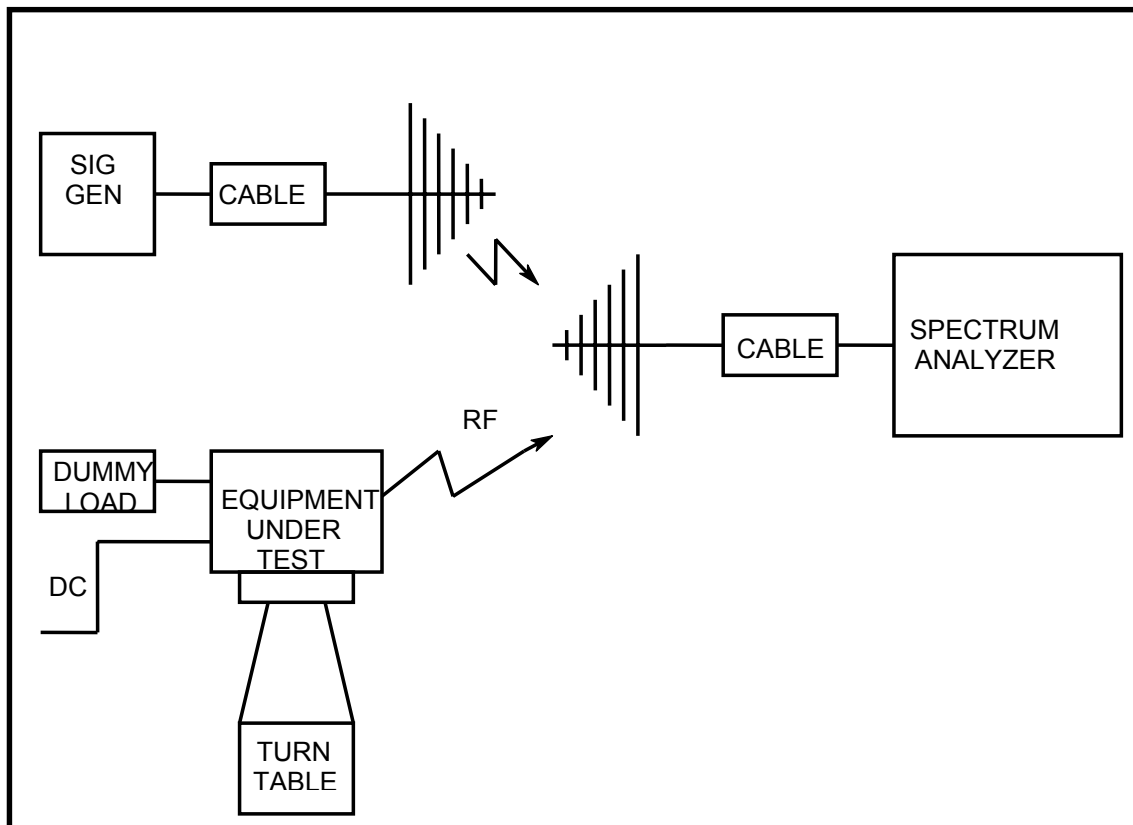 SIG
GEN
CABLE
CABLE
SPECTRUM
ANALYZER
RF
DUMMY
LOAD
EQUIPMENT
UNDER
TEST
DC
TURN
TABLE